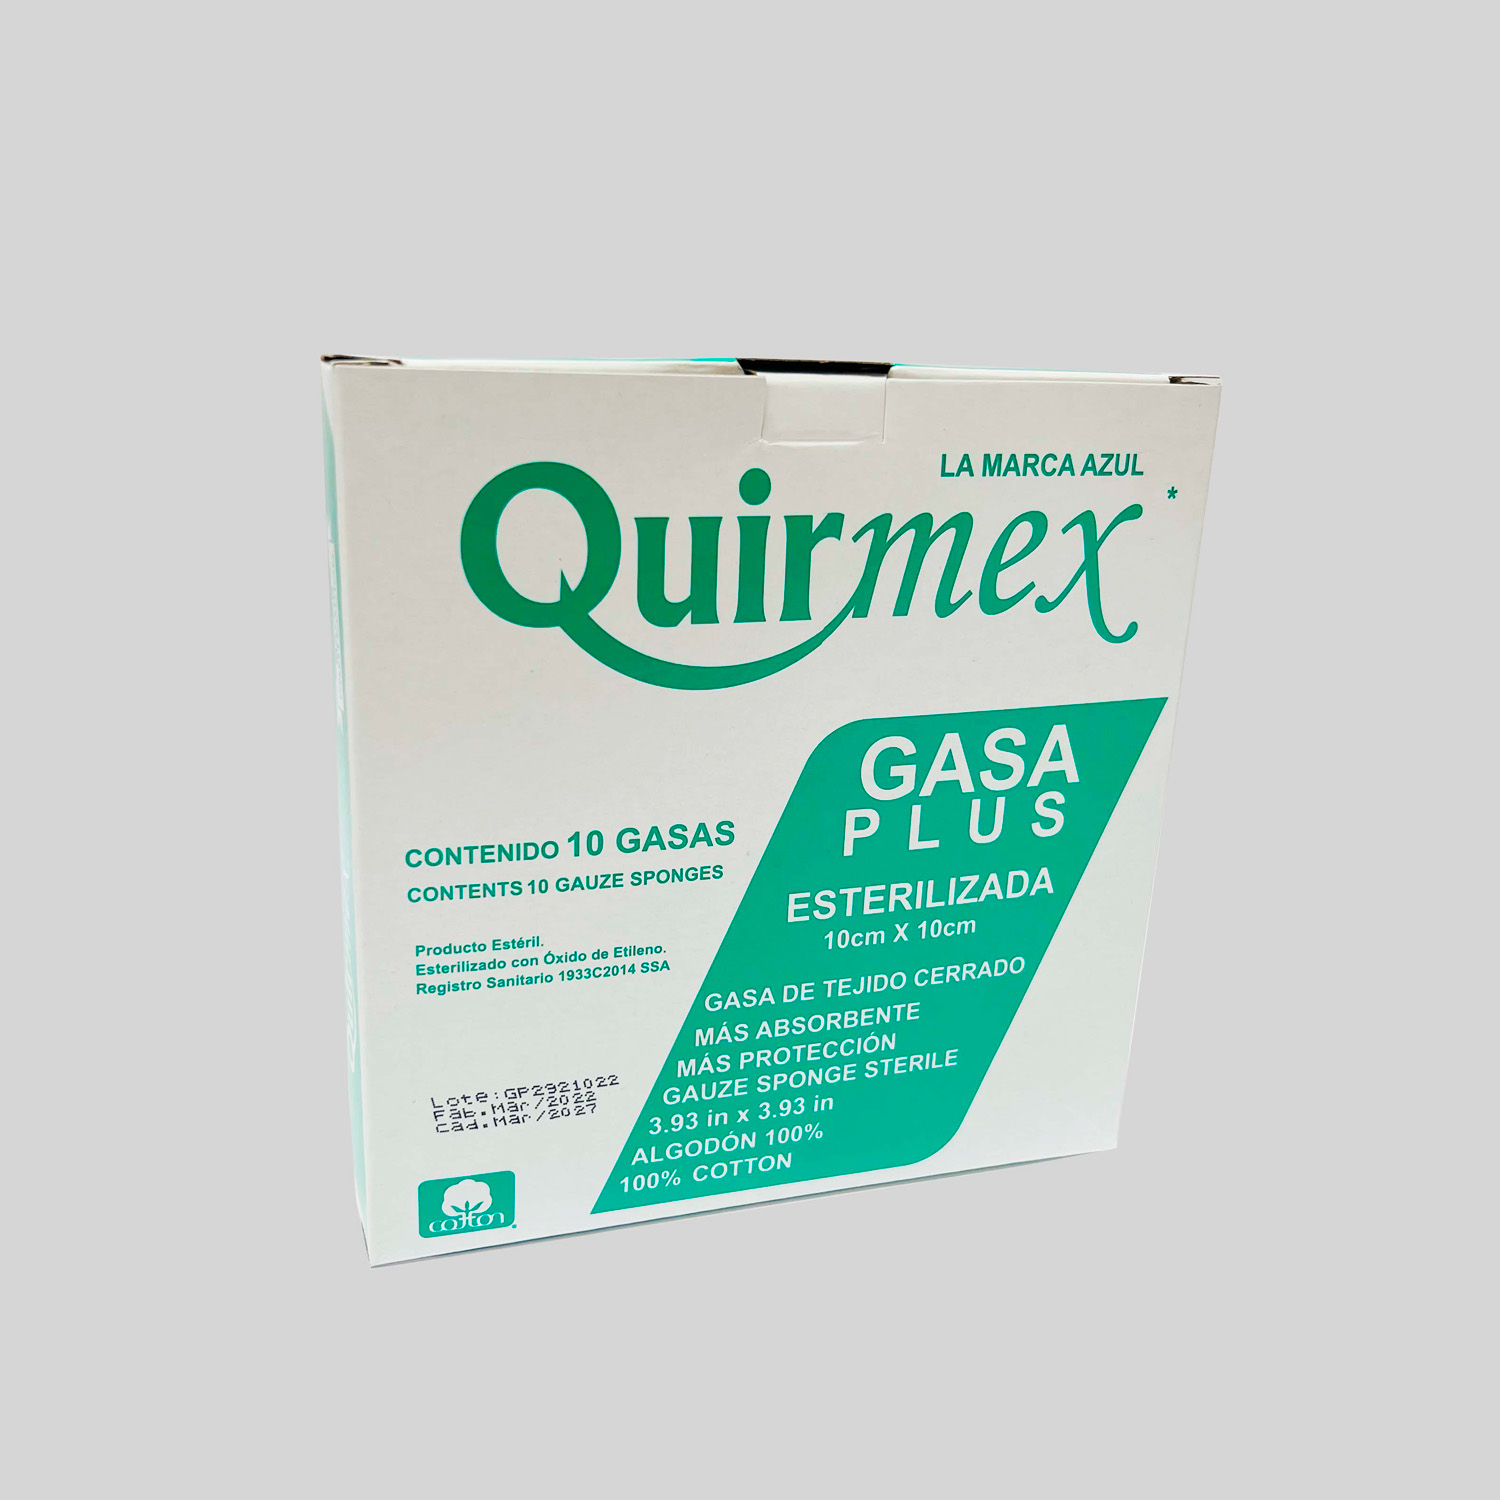 LA MARCA AZUL
Quirmex*
GASA
PLUS
ESTERILIZADA
10cm X 10cm
GASA DE TEJIDO CERRADO
MÁS ABSORBENTE
MÁS PROTECCIÓN
GAUZE SPONGE STERILE
3.93 in x 3.93 in
ALGODÓN 100%
100% COTTON
CONTENIDO 10 GASAS
CONTENTS 10 GAUZE SPONGES
Producto Estéril.
Esterilizado con Óxido de Etileno.
Registro Sanitario 1933C2014 SSA
Lote:GP2921022
Fab.Mar/2022
Cad.Mar/2027
cotton